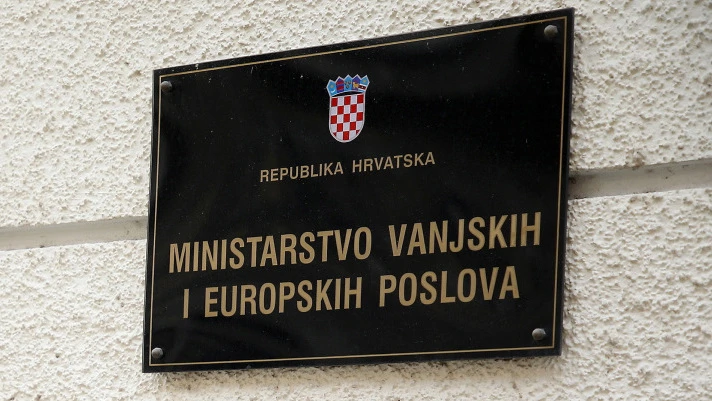 REPUBLIKA HRVATSKA
MINISTARSTVO VANJSKIH
I EUROPSKIH POSLOVA